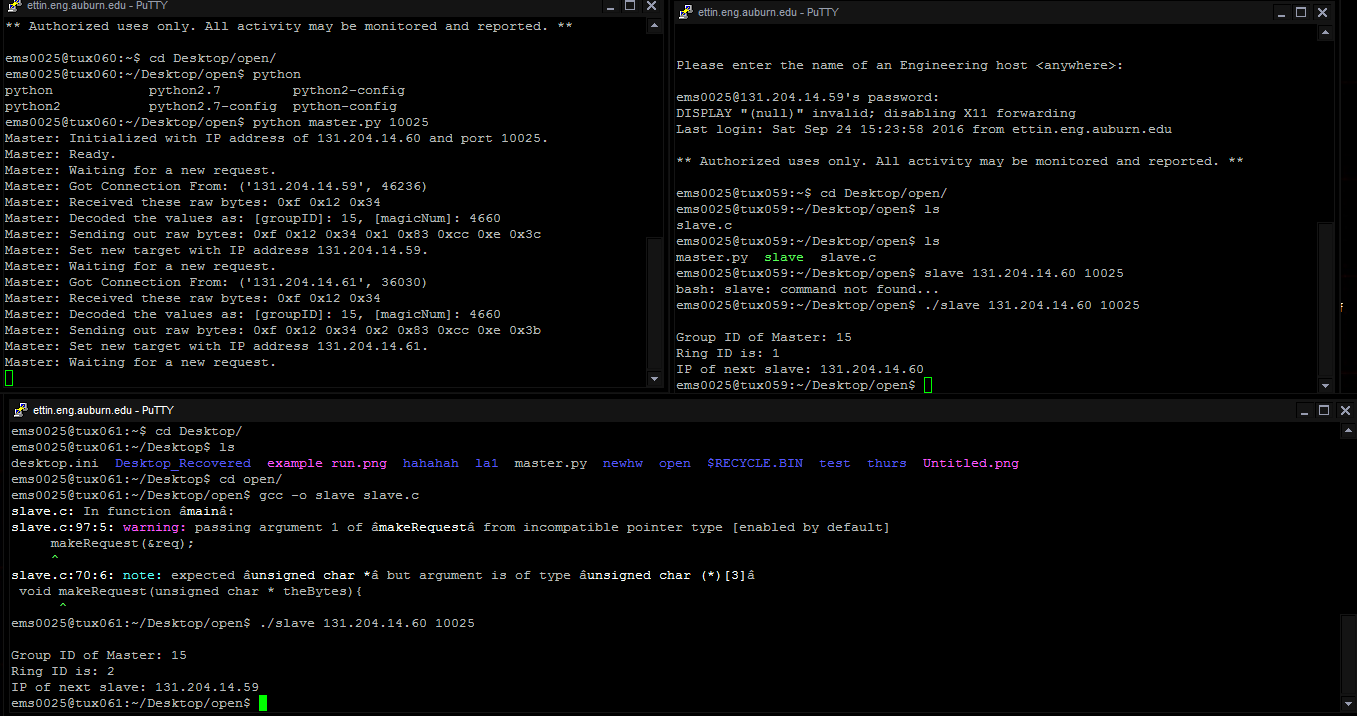 ettin.eng.auburn.edu - PuTTY
** Authorized uses only. All activity may be monitored and reported. **
ems0025@tux060:~$ cd Desktop/open/
ems0025@tux060:~/Desktop/open$ python
python            python2.7         python2-config
python2           python2.7-config  python-config
ems0025@tux060:~/Desktop/open$ python master.py 10025
Master: Initialized with IP address of 131.204.14.60 and port 10025.
Master: Ready.
Master: Waiting for a new request.
Master: Got Connection From: ('131.204.14.59', 46236)
Master: Received these raw bytes: 0xf 0x12 0x34
Master: Decoded the values as: [groupID]: 15, [magicNum]: 4660
Master: Sending out raw bytes: 0xf 0x12 0x34 0x1 0x83 0xcc 0xe 0x3c
Master: Set new target with IP address 131.204.14.59.
Master: Waiting for a new request.
Master: Got Connection From: ('131.204.14.61', 36030)
Master: Received these raw bytes: 0xf 0x12 0x34
Master: Decoded the values as: [groupID]: 15, [magicNum]: 4660
Master: Sending out raw bytes: 0xf 0x12 0x34 0x2 0x83 0xcc 0xe 0x3b
Master: Set new target with IP address 131.204.14.61.
Master: Waiting for a new request.
ettin.eng.auburn.edu - PuTTY
Please enter the name of an Engineering host <anywhere>:
ems0025@131.204.14.59's password:
DISPLAY "(null)" invalid; disabling X11 forwarding
Last login: Sat Sep 24 15:23:58 2016 from ettin.eng.auburn.edu
** Authorized uses only. All activity may be monitored and reported. **
ems0025@tux059:~$ cd Desktop/open/
ems0025@tux059:~/Desktop/open$ ls
slave.c
ems0025@tux059:~/Desktop/open$ ls
master.py  slave  slave.c
ems0025@tux059:~/Desktop/open$ slave 131.204.14.60 10025
bash: slave: command not found...
ems0025@tux059:~/Desktop/open$ ./slave 131.204.14.60 10025
Group ID of Master: 15
Ring ID is: 1
IP of next slave: 131.204.14.60
ems0025@tux059:~/Desktop/open$
ettin.eng.auburn.edu - PuTTY
ems0025@tux061:~$ cd Desktop/
ems0025@tux061:~/Desktop$ ls
desktop.ini  Desktop_Recovered  example run.png  hahahah  la1  master.py  newhw  open  $RECYCLE.BIN  test  thurs  Untitled.png
ems0025@tux061:~/Desktop$ cd open/
ems0025@tux061:~/Desktop/open$ gcc -o slave slave.c
slave.c: In function âmainâ:
slave.c:97:5: warning: passing argument 1 of âmakeRequestâ from incompatible pointer type [enabled by default]
     makeRequest(&req);
     ^
slave.c:70:6: note: expected âunsigned char *â but argument is of type âunsigned char (*)[3]â
 void makeRequest(unsigned char * theBytes){
      ^
ems0025@tux061:~/Desktop/open$ ./slave 131.204.14.60 10025
Group ID of Master: 15
Ring ID is: 2
IP of next slave: 131.204.14.59
ems0025@tux061:~/Desktop/open$